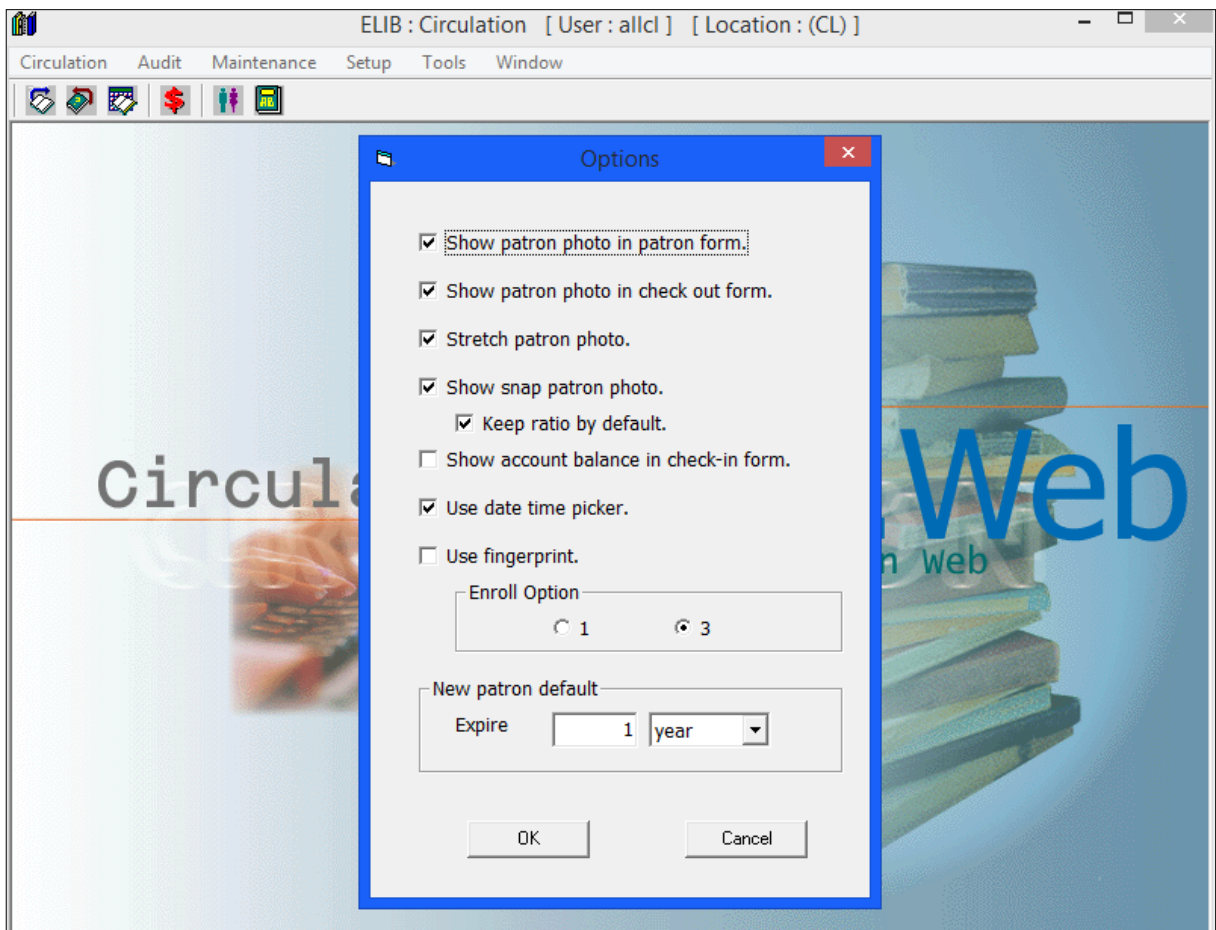 ELIB : Circulation [ User : allcl ] [ Location : (CL) ]
Circulation Audit Maintenance Setup Tools Window
Options
Show patron photo in patron form.
Show patron photo in check out form.
Stretch patron photo.
Show snap patron photo.
Keep ratio by default.
Show account balance in check-in form.
Use date time picker.
Use fingerprint.
Enroll Option
1 3
New patron default
Expire 1 year
OK Cancel
Circul
.Web
n web